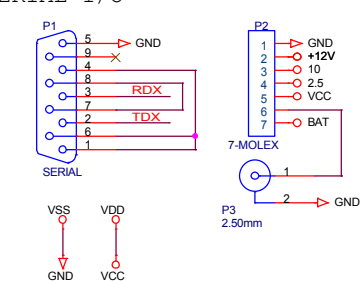 P1
5 GND
9
4
8
3 RDX
7
2 TDX
6
1
SERIAL
P2
1 GND
2 +12V
3 10
4 2.5
5 VCC
6
7 BAT
7-MOLEX
1
2 GND
P3
2.50mm
VSS VDD
GND VCC